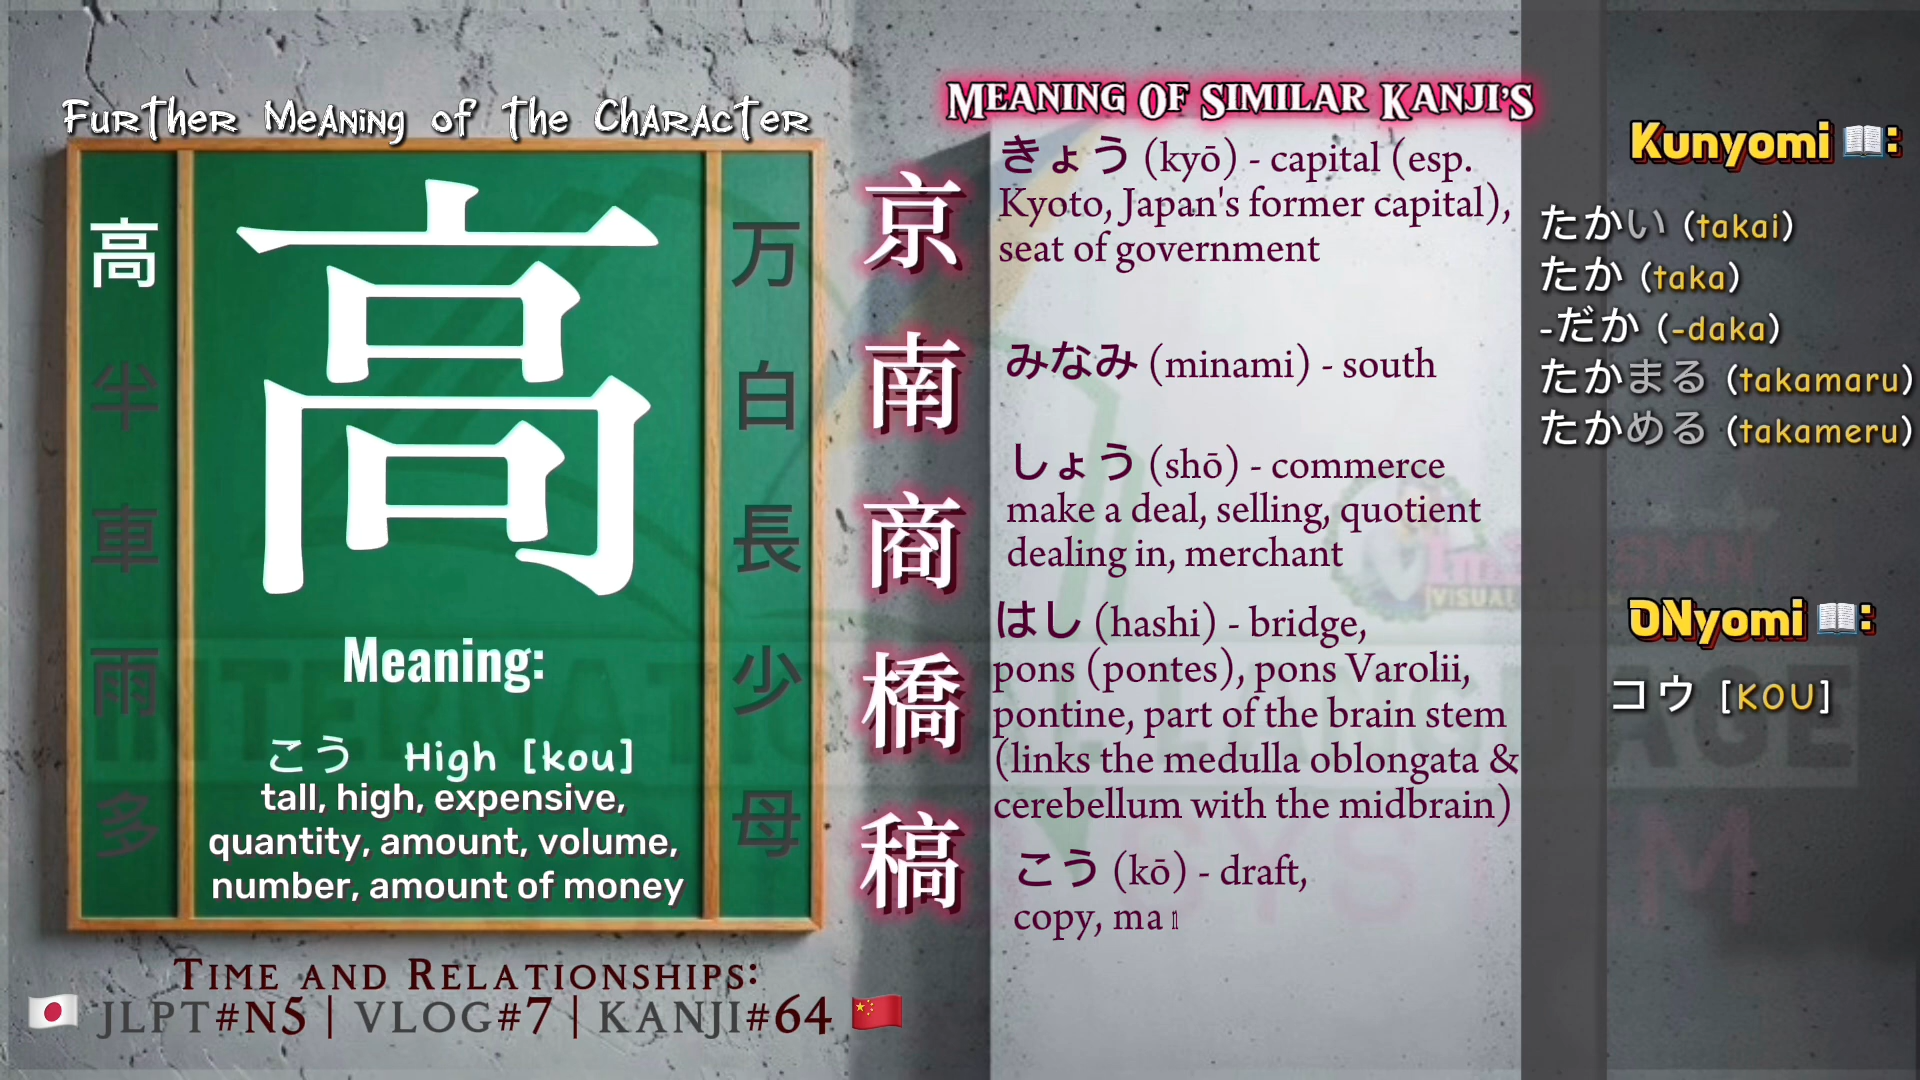 Further Meaning of the Character
高
半
車
雨
多
高
Meaning:
こう High [kou]
tall, high, expensive,
quantity, amount, volume,
number, amount of money
万
白
長
少
母
Time and Relationships:
JLPT#N5 | VLOG#7 | KANJI#64
Meaning Of Similar Kanji's
京
きょう (kyō) - capital (esp.
Kyoto, Japan's former capital),
seat of government
南
みなみ (minami) - south
商
しょう (shō) - commerce
make a deal, selling, quotient
dealing in, merchant
橋
はし (hashi) - bridge,
pons (pontes), pons Varolii,
pontine, part of the brain stem
(links the medulla oblongata &
cerebellum with the midbrain)
稿
こう (kō) - draft,
copy, man
Kunyomi 📖:
たかい (takai)
たか (taka)
-だか (-daka)
たかまる (takamaru)
たかめる (takameru)
ONyomi 📖:
コウ [KOU]
INTERNATIONAL LANGUAGE
SYSTEM
VISUAL